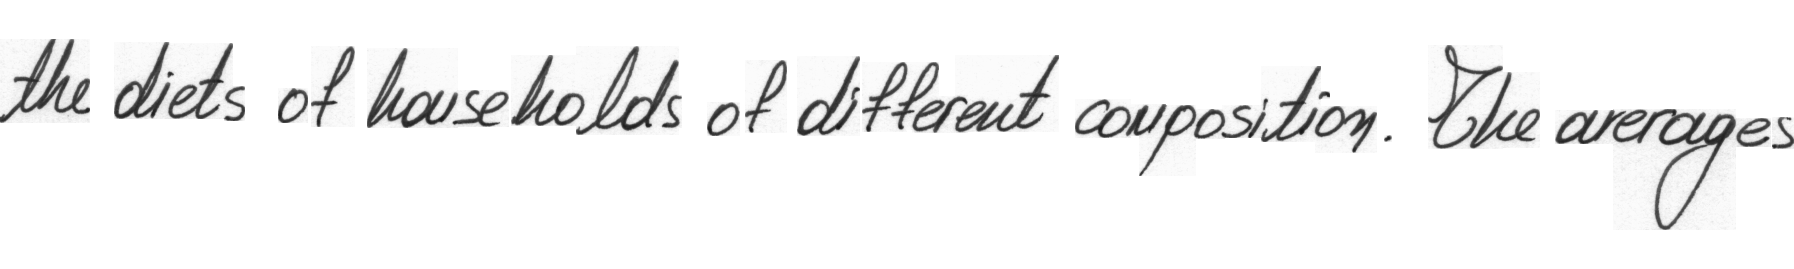 the diets of households of different composition. The averages